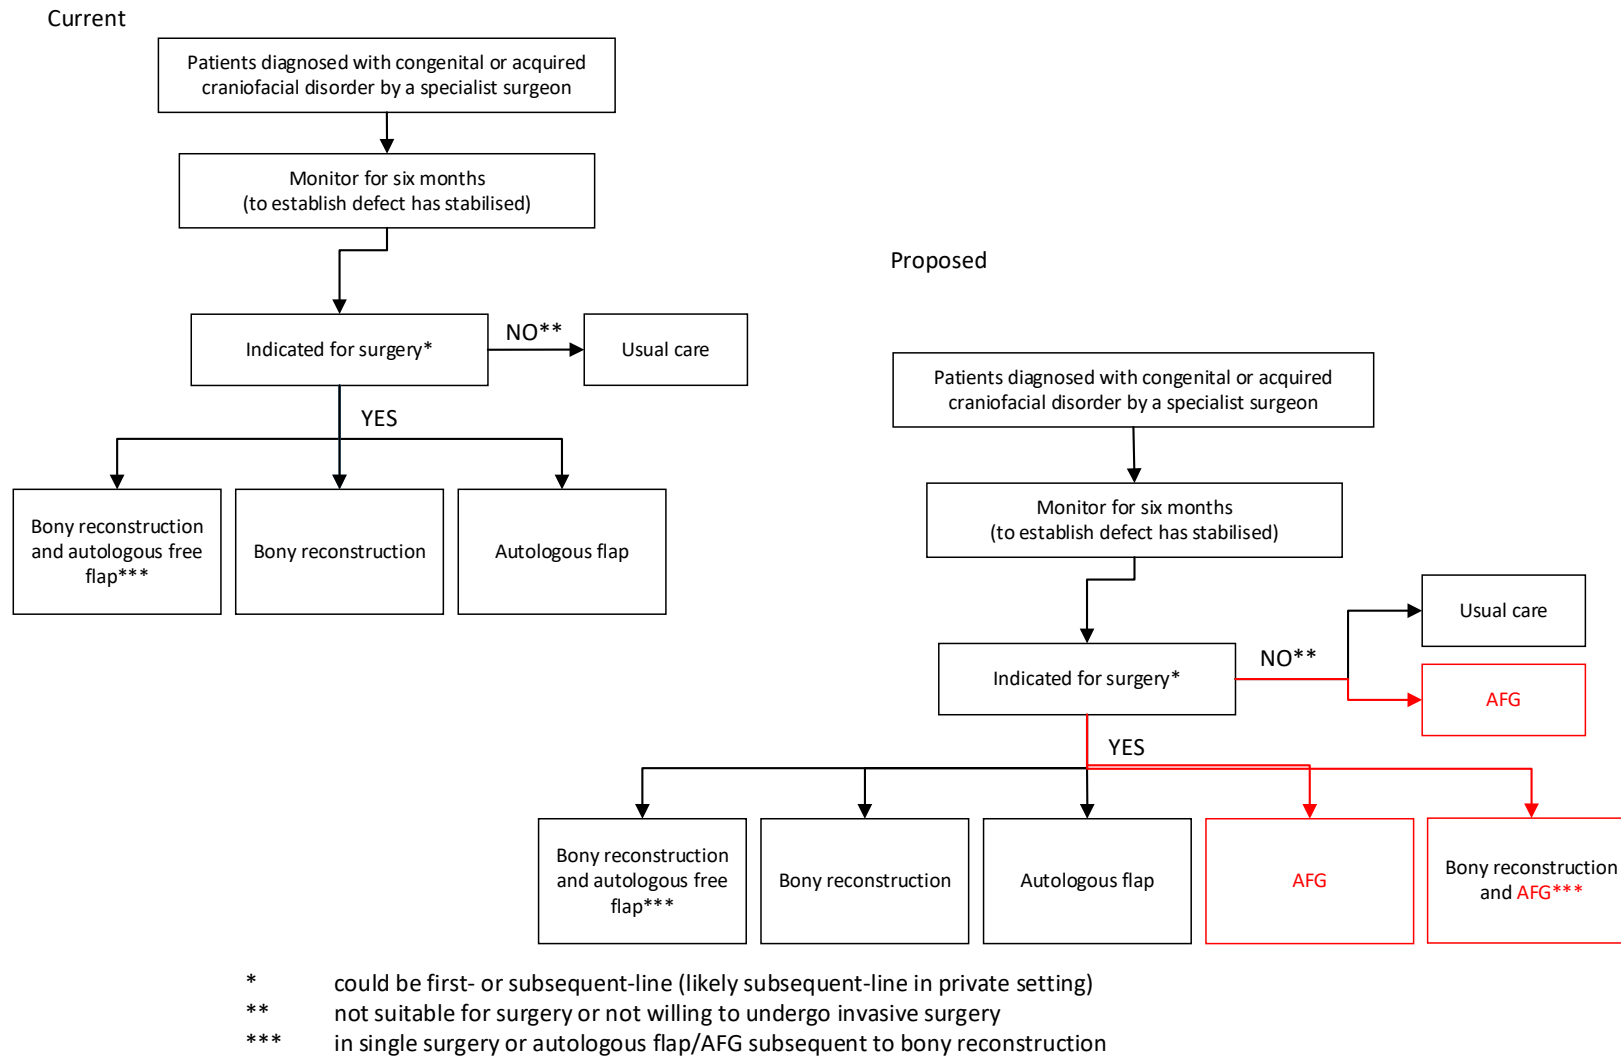 Current
Patients diagnosed with congenital or acquired
craniofacial disorder by a specialist surgeon
Monitor for six months
(to establish defect has stabilised)
Indicated for surgery*
NO**
Usual care
YES
Bony reconstruction
and autologous free
flap***
Bony reconstruction
Autologous flap
Proposed
Patients diagnosed with congenital or acquired
craniofacial disorder by a specialist surgeon
Monitor for six months
(to establish defect has stabilised)
Indicated for surgery*
NO**
Usual care
AFG
YES
Bony reconstruction
and autologous free
flap***
Bony reconstruction
Autologous flap
AFG
Bony reconstruction
and AFG***
* could be first- or subsequent-line (likely subsequent-line in private setting)
** not suitable for surgery or not willing to undergo invasive surgery
*** in single surgery or autologous flap/AFG subsequent to bony reconstruction